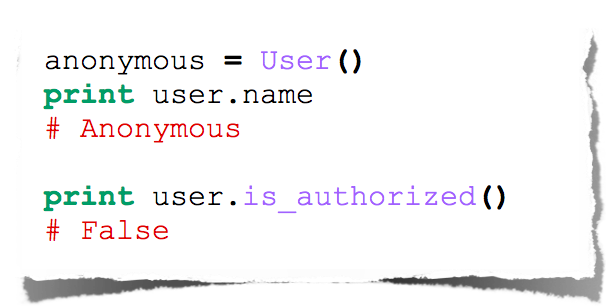 anonymous = User()
print user.name
# Anonymous
print user.is_authorized()
# False